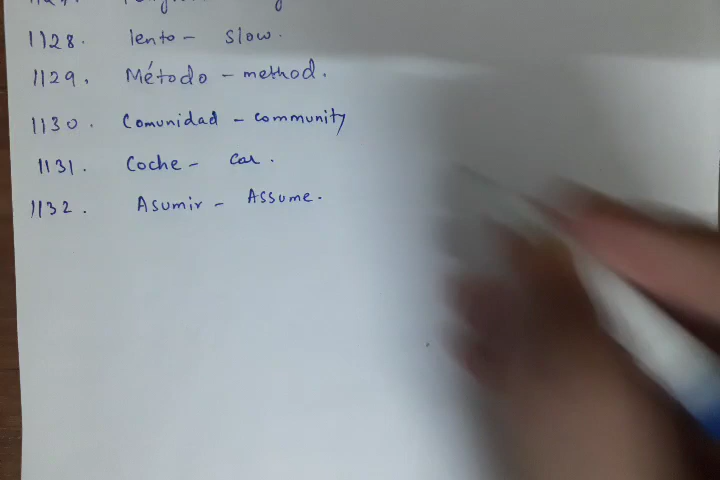 1128. lento - slow.
1129. Método - method.
1130. Comunidad - community
1131. Coche - car.
1132. Asumir - Assume.